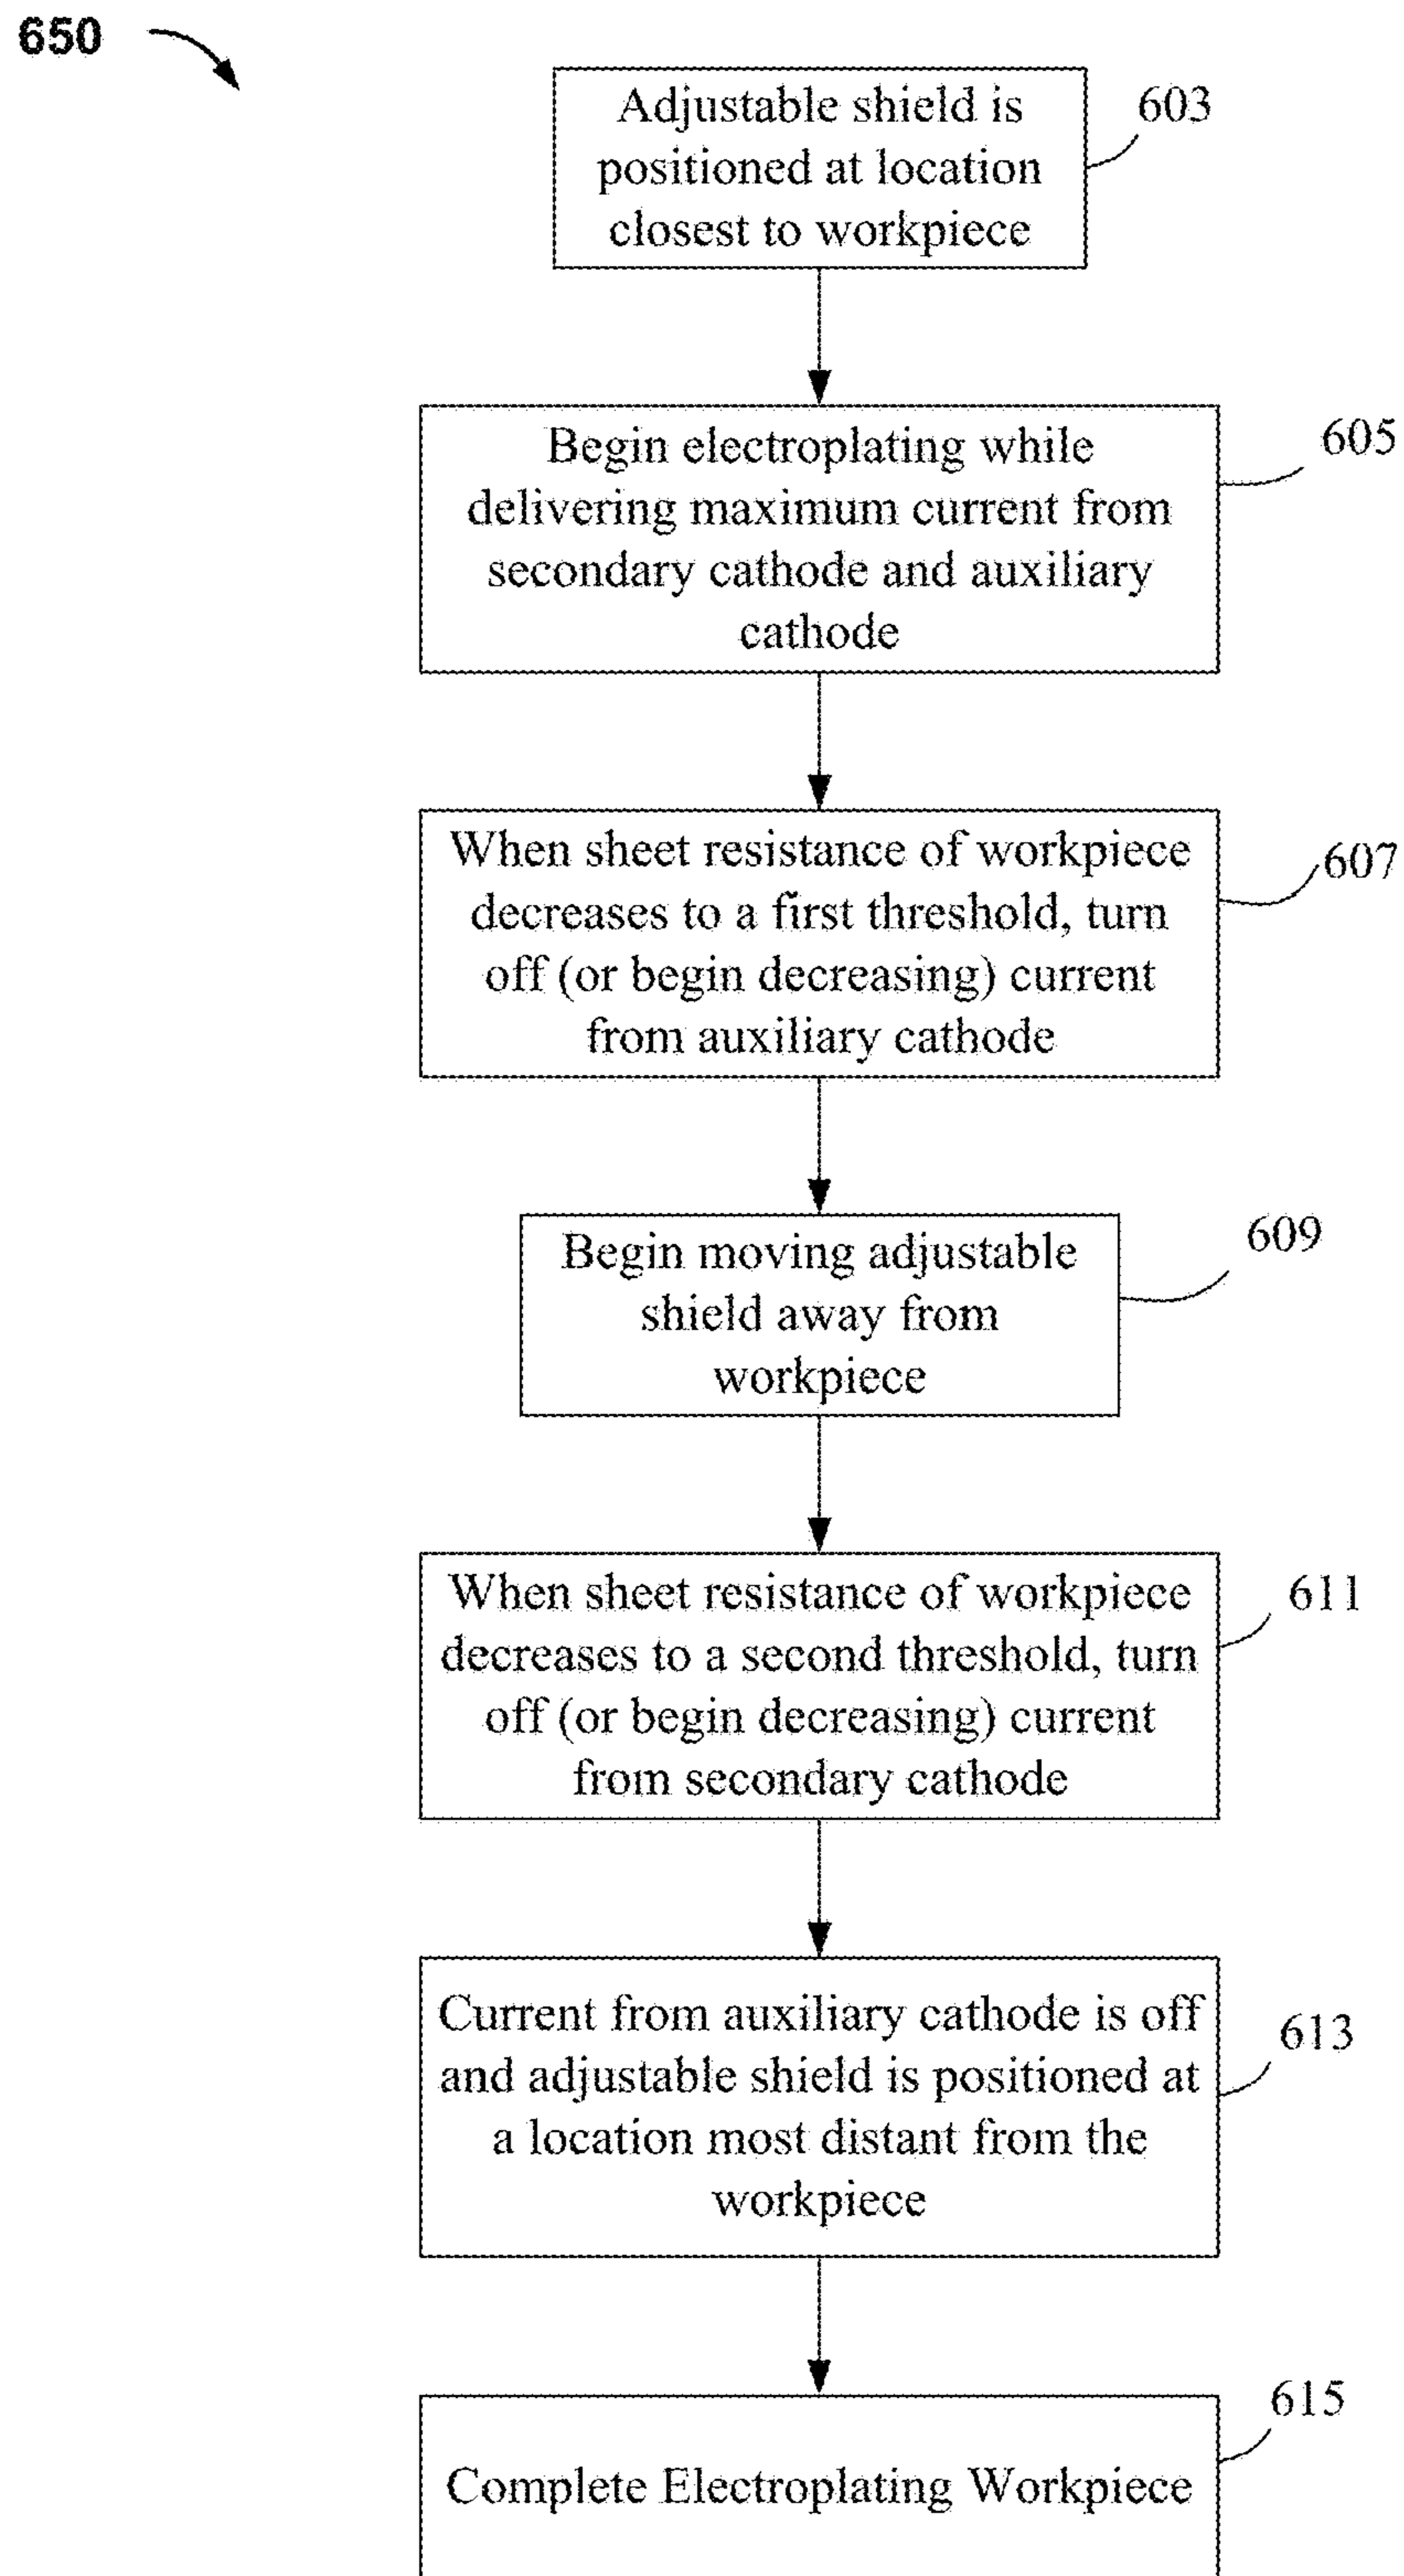 650
Adjustable shield is
positioned at location
closest to workpiece
603
Begin electroplating while
delivering maximum current from
secondary cathode and auxiliary
cathode
605
When sheet resistance of workpiece
decreases to a first threshold, turn
off (or begin decreasing) current
from auxiliary cathode
607
Begin moving adjustable
shield away from
workpiece
609
When sheet resistance of workpiece
decreases to a second threshold, turn
off (or begin decreasing) current
from secondary cathode
611
Current from auxiliary cathode is off
and adjustable shield is positioned at
a location most distant from the
workpiece
613
Complete Electroplating Workpiece
615